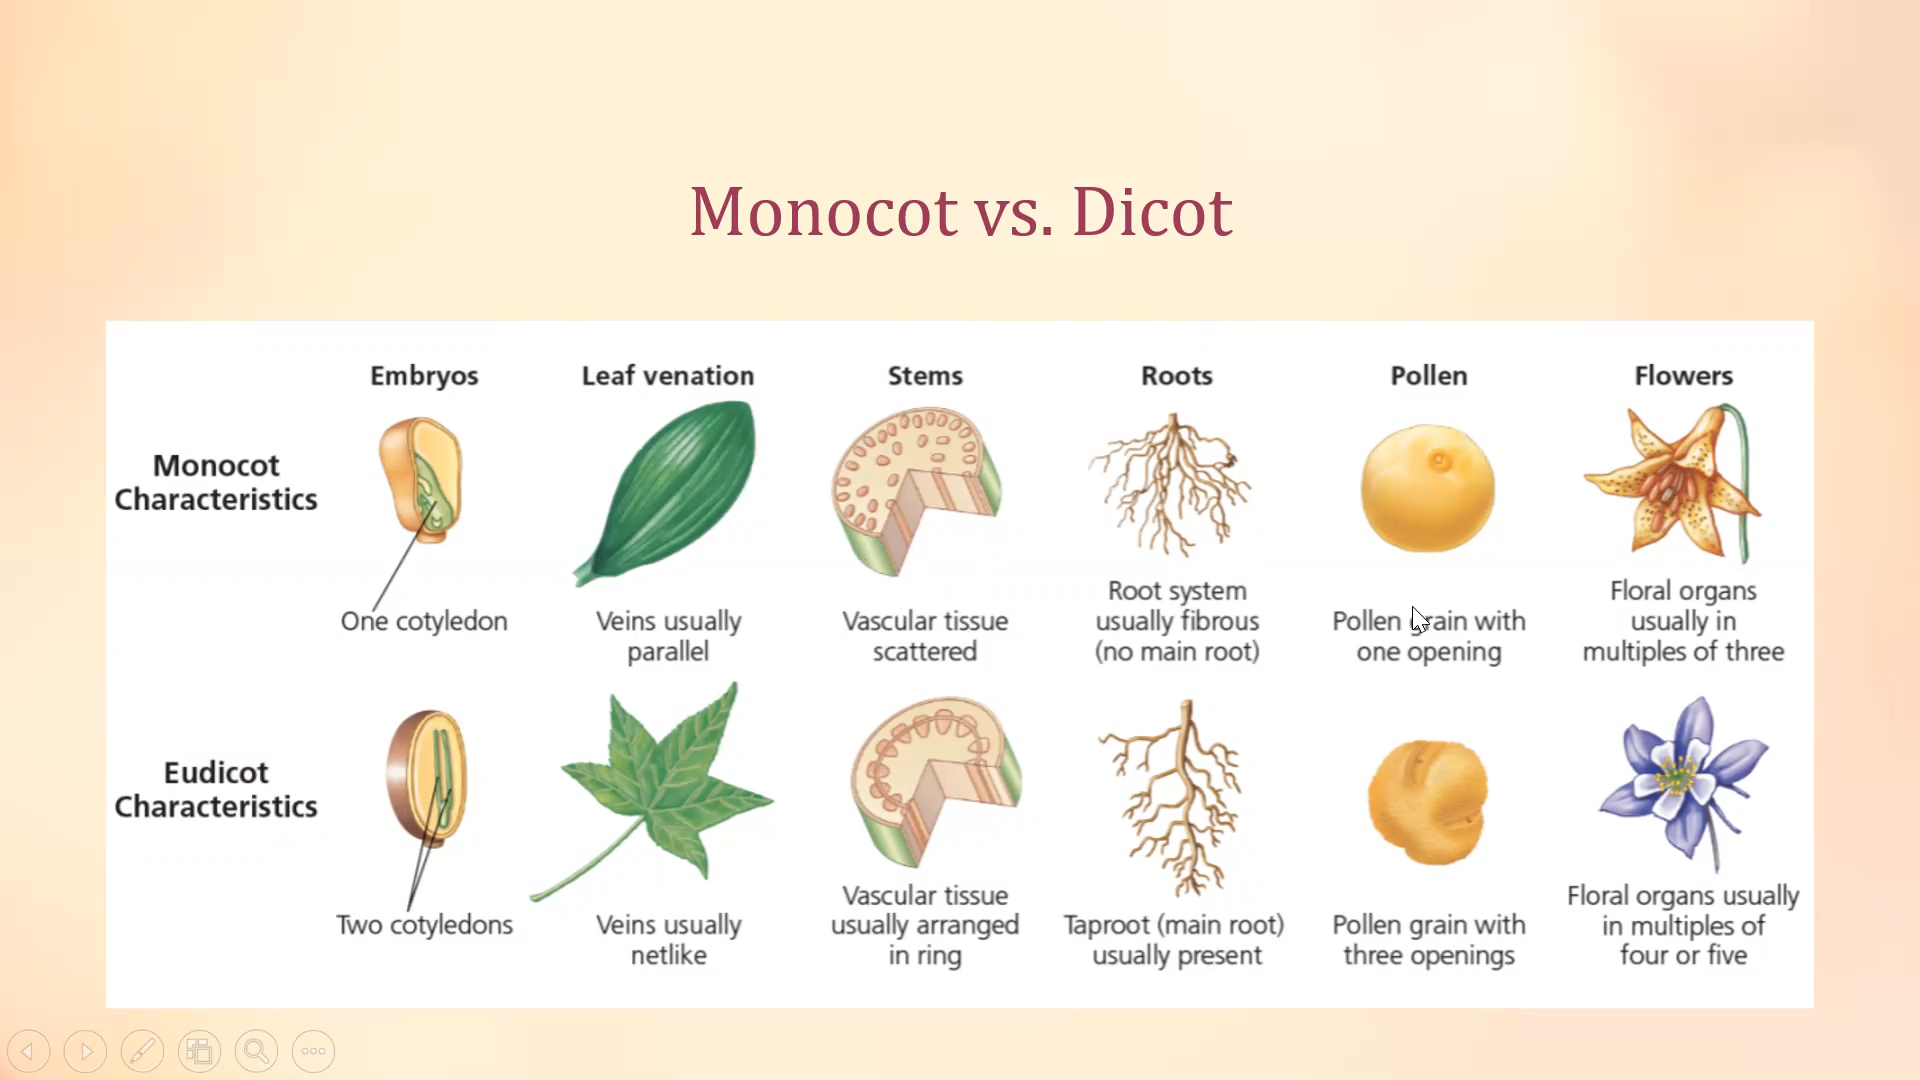 Monocot vs. Dicot
Embryos
Leaf venation
Stems
Roots
Pollen
Flowers
Monocot
Characteristics
One cotyledon
Veins usually
parallel
Vascular tissue
scattered
Root system
usually fibrous
(no main root)
Pollen grain with
one opening
Floral organs
usually in
multiples of three
Eudicot
Characteristics
Two cotyledons
Veins usually
netlike
Vascular tissue
usually arranged
in ring
Taproot (main root)
usually present
Pollen grain with
three openings
Floral organs usually
in multiples of
four or five